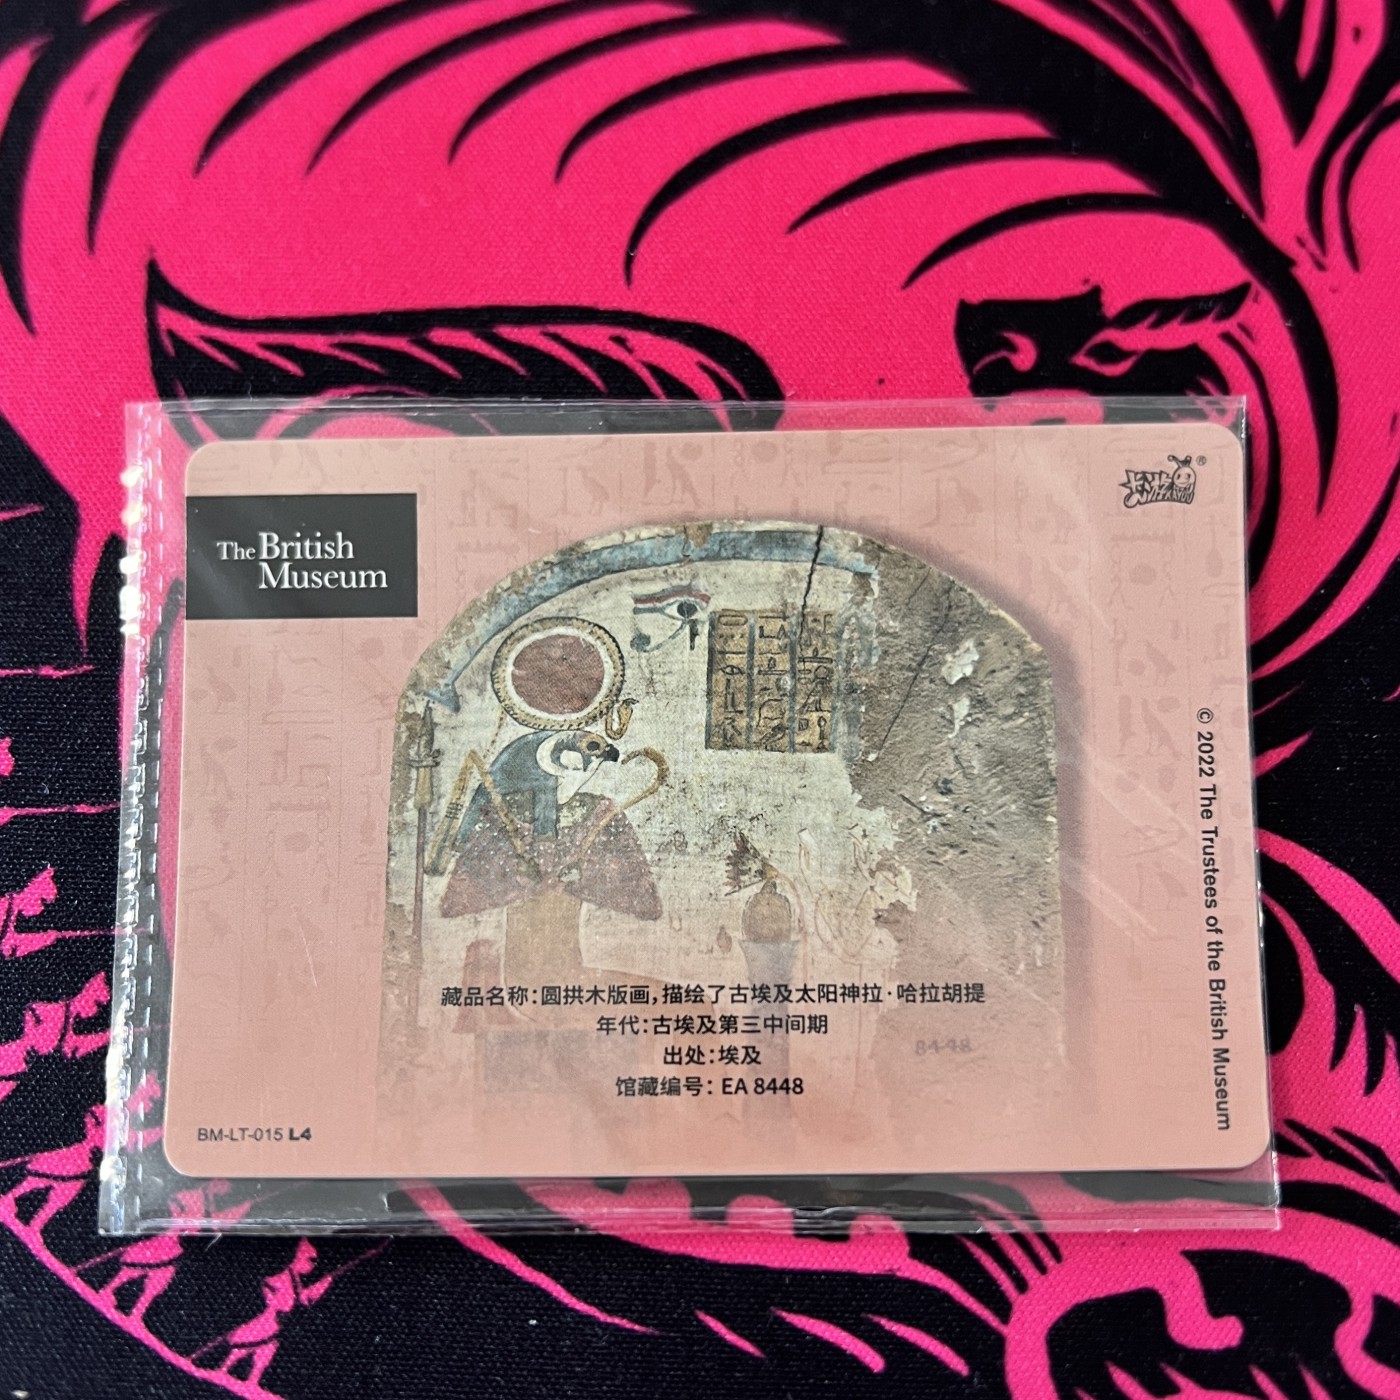 The British
Museum
卡游
KAYOU
®
藏品名称：圆拱木版画，描绘了古埃及太阳神拉·哈拉胡提
年代：古埃及第三中间期
出处：埃及
馆藏编号：EA 8448
8448
BM-LT-015 L4
© 2022 The Trustees of the British Museum